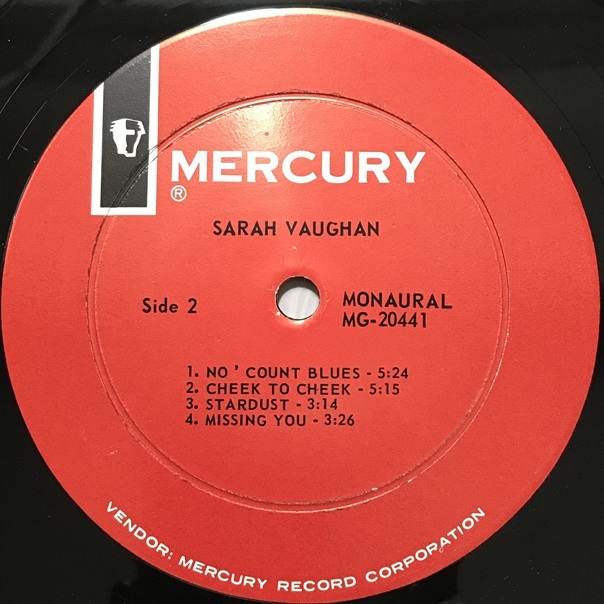 MERCURY
®
SARAH VAUGHAN
Side 2
MONAURAL
MG-20441
1. NO ' COUNT BLUES - 5:24
2. CHEEK TO CHEEK - 5:15
3. STARDUST - 3:14
4. MISSING YOU - 3:26
VENDOR: MERCURY RECORD CORPORATION